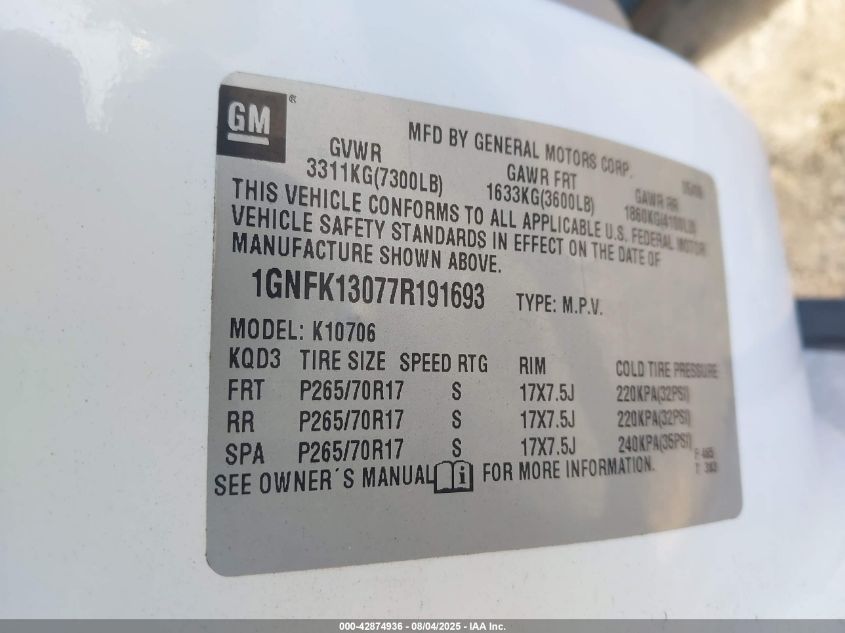 GM®
MFD BY GENERAL MOTORS CORP.
GVWR GAWR FRT GAWR RR
3311KG(7300LB) 1633KG(3600LB) 1860KG(4100LB)
THIS VEHICLE CONFORMS TO ALL APPLICABLE U.S. FEDERAL MOTOR
VEHICLE SAFETY STANDARDS IN EFFECT ON THE DATE OF
MANUFACTURE SHOWN ABOVE.
1GNFK13077R191693 TYPE: M.P.V.
MODEL: K10706
KQD3 TIRE SIZE SPEED RTG RIM COLD TIRE PRESSURE
FRT P265/70R17 S 17X7.5J 220KPA(32PSI)
RR P265/70R17 S 17X7.5J 220KPA(32PSI)
SPA P265/70R17 S 17X7.5J 240KPA(35PSI)
SEE OWNER´S MANUAL i FOR MORE INFORMATION.
000-42874936 - 08/04/2025 - IAA Inc.